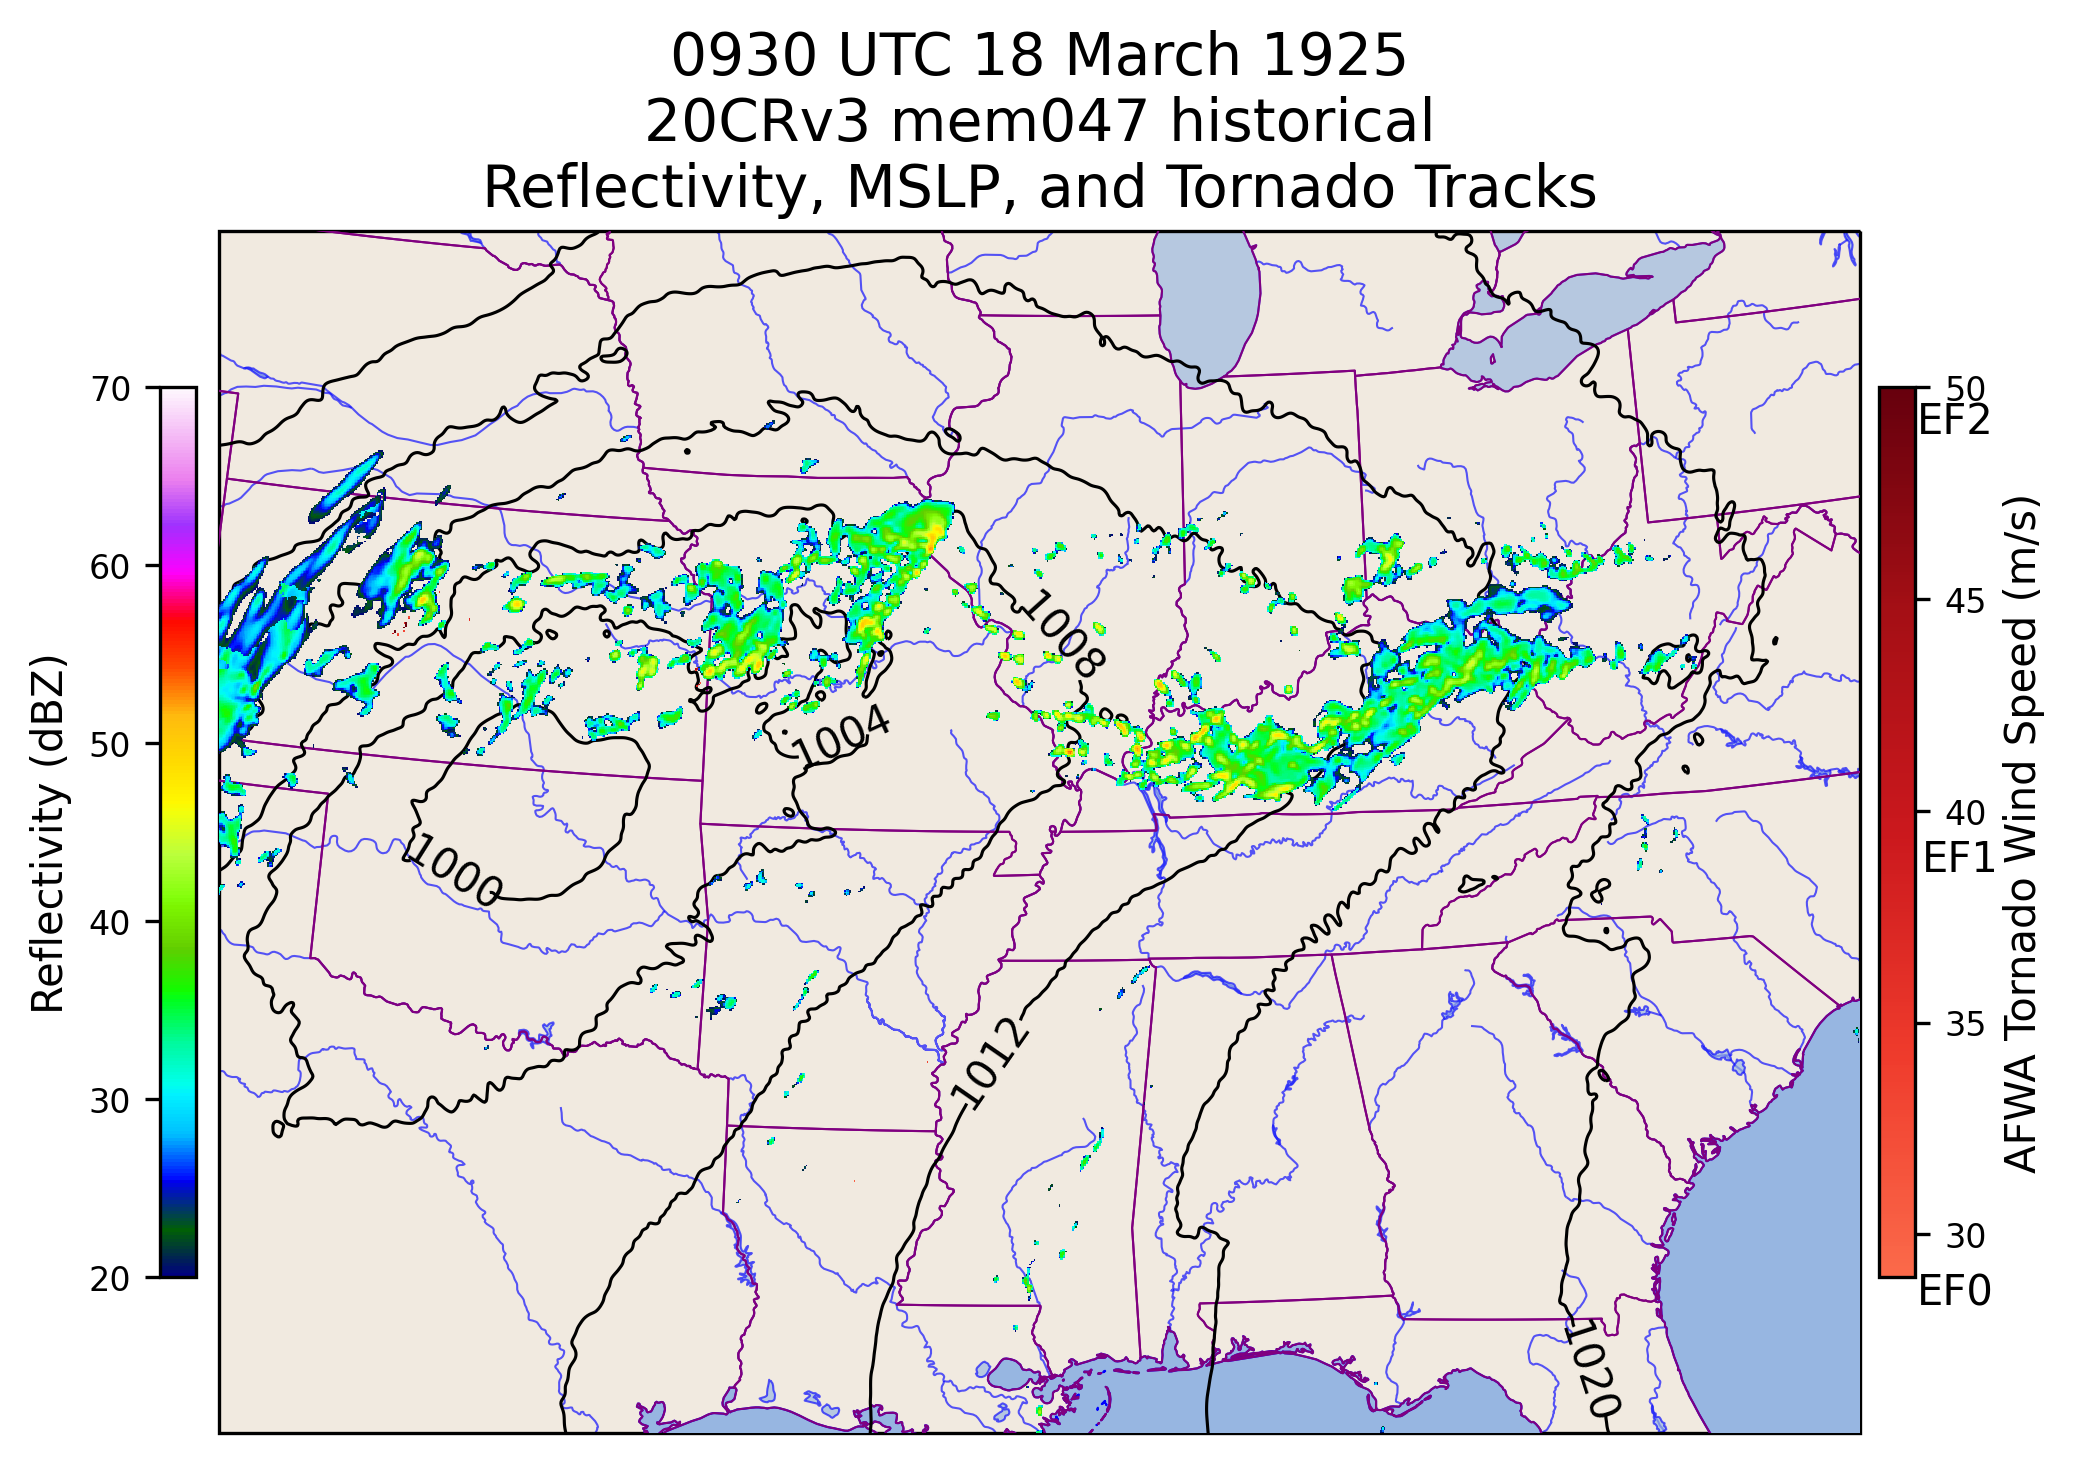 0930 UTC 18 March 1925
20CRv3 mem047 historical
Reflectivity, MSLP, and Tornado Tracks
70
60
50
40
30
20
Reflectivity (dBZ)
1008
1004
1000
1012
1020
50
EF2
45
40
EF1
35
30
EF0
AFWA Tornado Wind Speed (m/s)